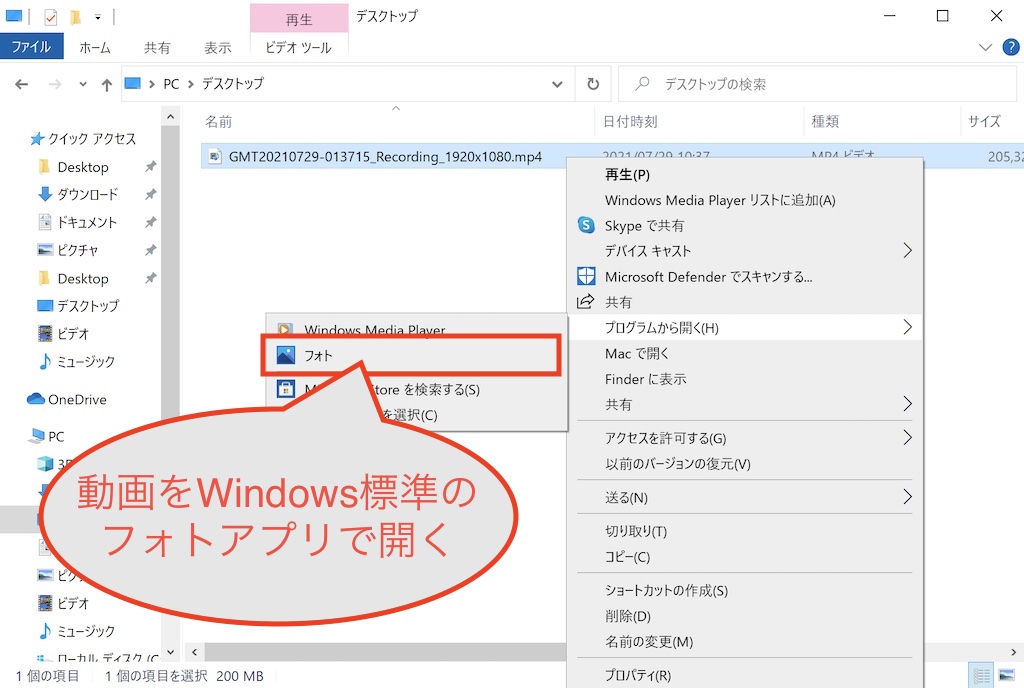 再生
デスクトップ
ファイル
ホーム
共有
表示
ビデオ ツール
PC
デスクトップ
デスクトップの検索
名前
日付時刻
種類
サイズ
クイック アクセス
Desktop
ダウンロード
ドキュメント
ピクチャ
Desktop
デスクトップ
ビデオ
ミュージック
OneDrive
PC
ビデオ
ミュージック
ローカル ディスク (C
GMT20210729-013715_Recording_1920x1080.mp4
2021/07/29 10:37
MP4 ビデオ
205,32
再生(P)
Windows Media Player リストに追加(A)
Skype で共有
デバイス キャスト
Microsoft Defender でスキャンする...
共有
プログラムから開く(H)
Mac で開く
Finder に表示
共有
アクセスを許可する(G)
以前のバージョンの復元(V)
送る(N)
切り取り(T)
コピー(C)
ショートカットの作成(S)
削除(D)
名前の変更(M)
プロパティ(R)
Windows Media Player
フォト
tore を検索する(S)
を選択(C)
動画をWindows標準の
フォトアプリで開く
1 個の項目
1 個の項目を選択 200 MB